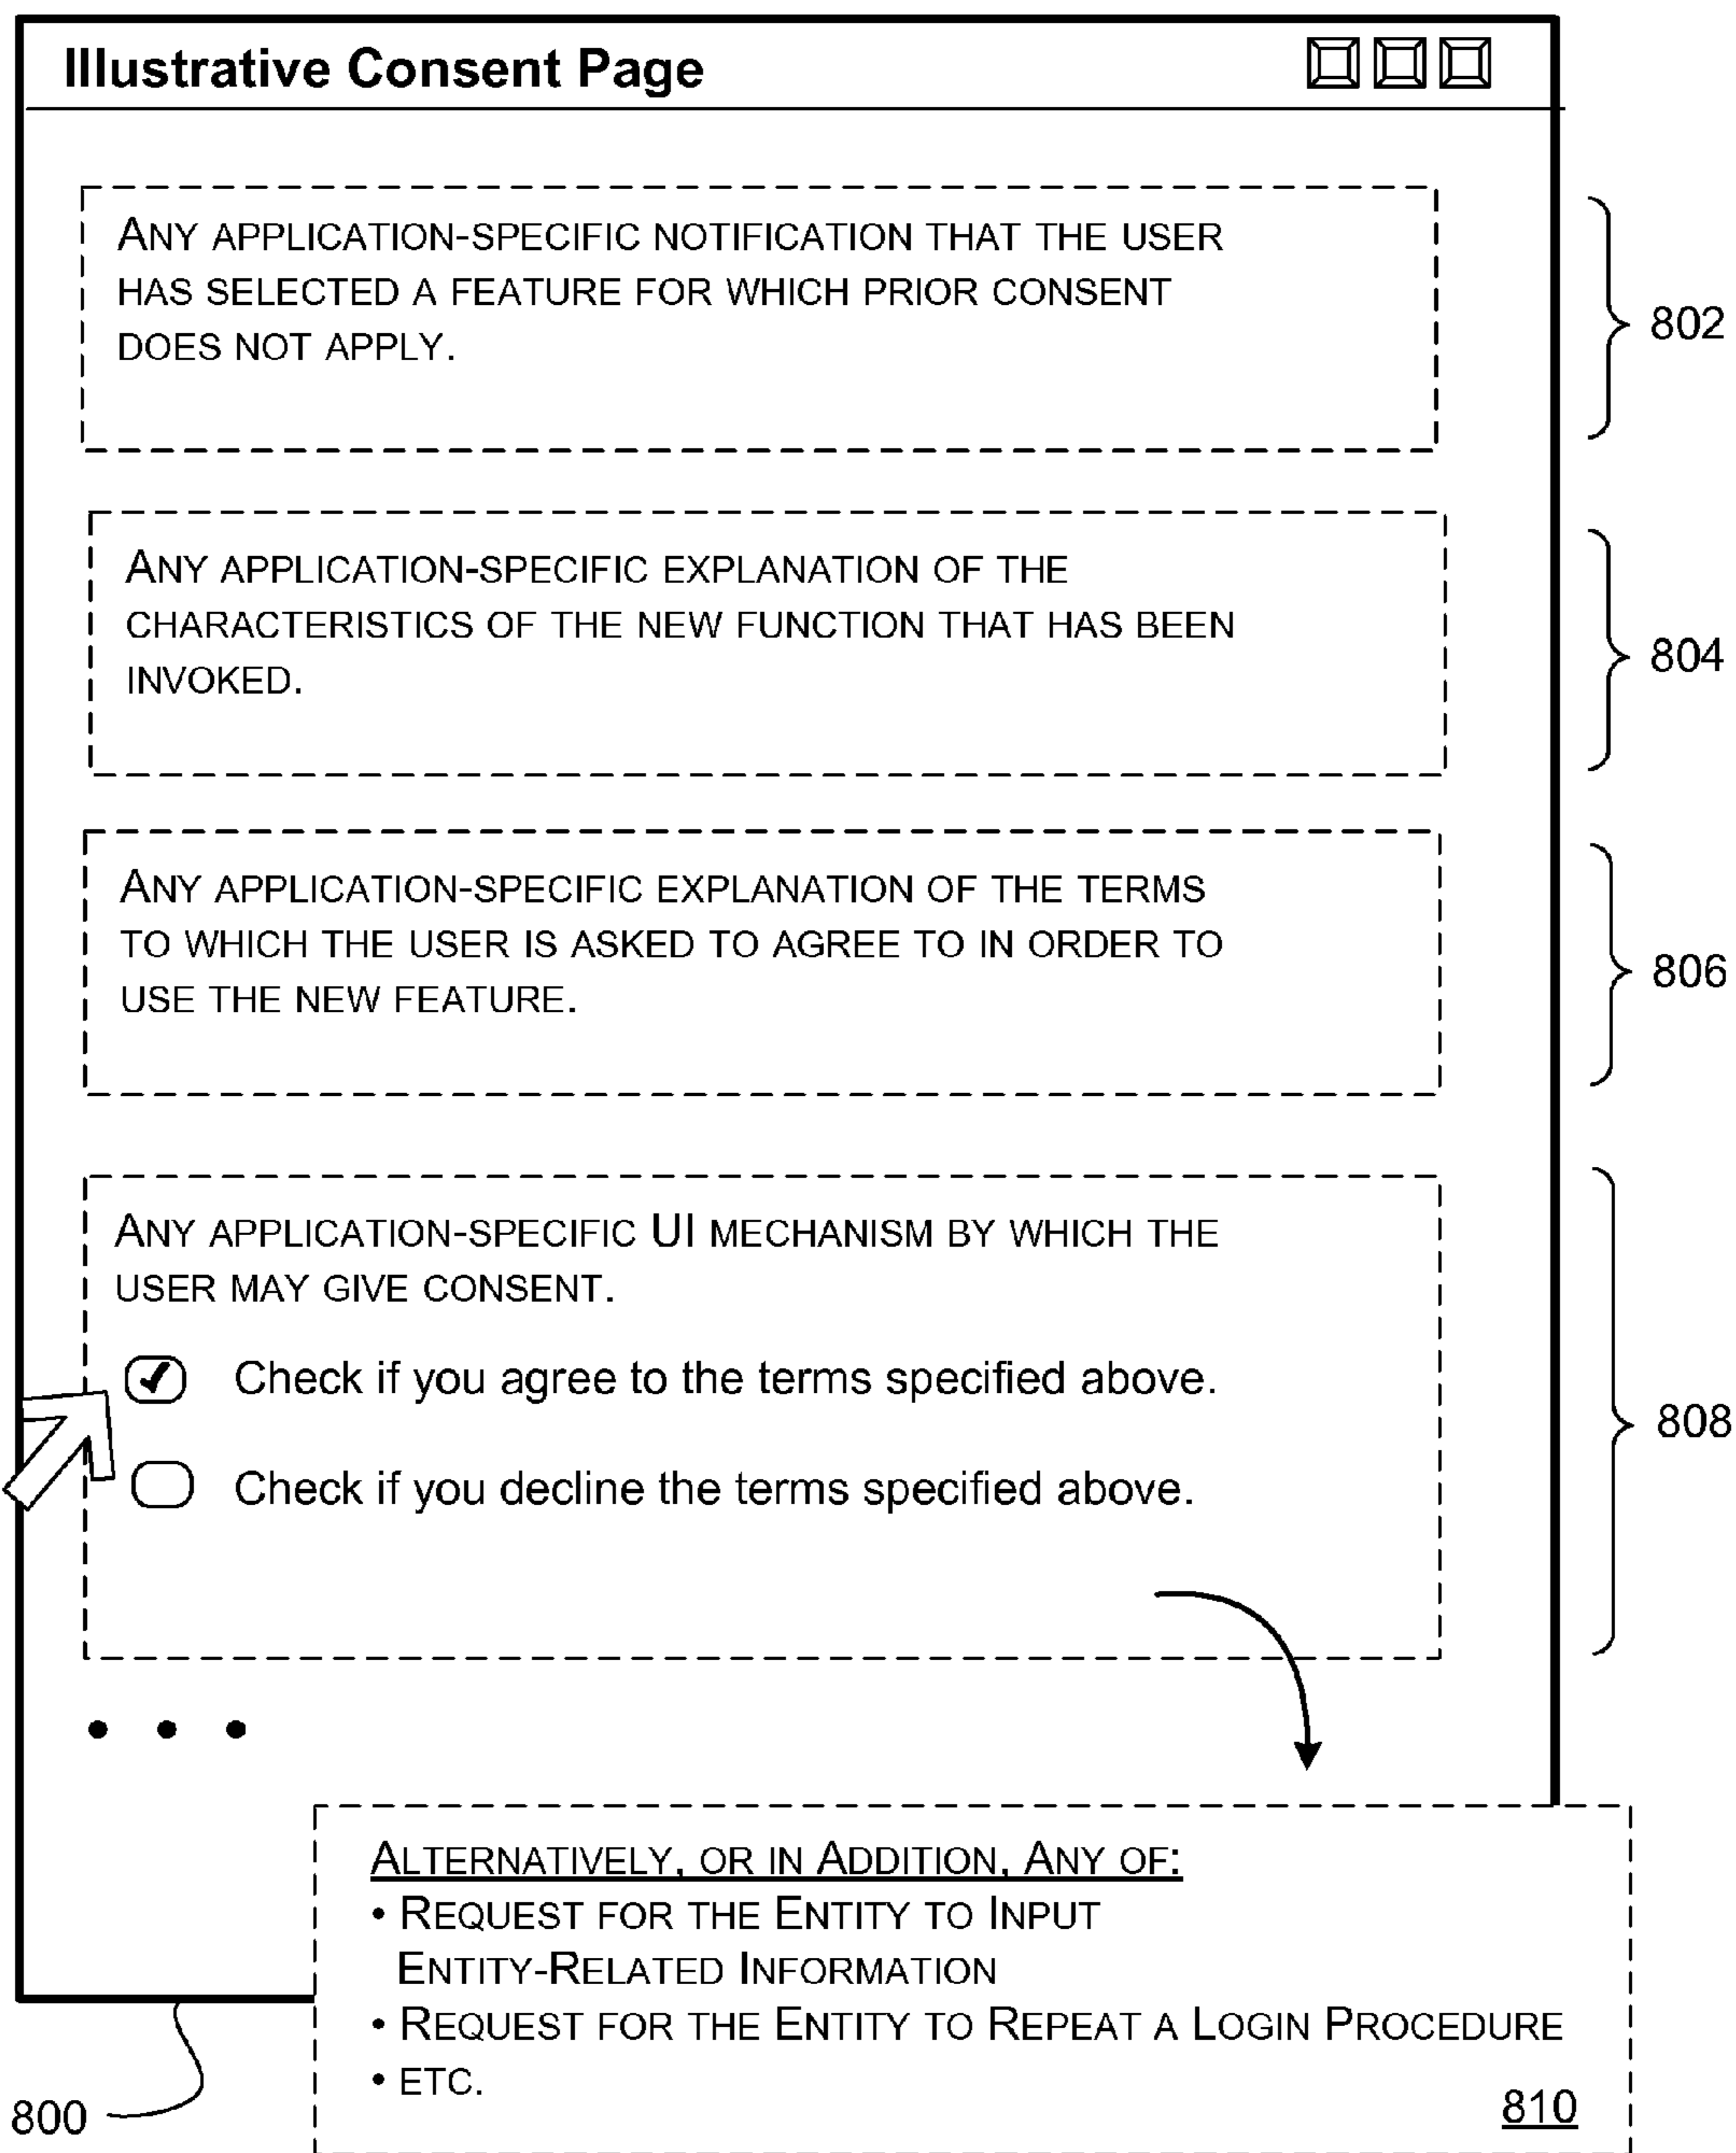 Illustrative Consent Page
ANY APPLICATION-SPECIFIC NOTIFICATION THAT THE USER
HAS SELECTED A FEATURE FOR WHICH PRIOR CONSENT
DOES NOT APPLY.
802
ANY APPLICATION-SPECIFIC EXPLANATION OF THE
CHARACTERISTICS OF THE NEW FUNCTION THAT HAS BEEN
INVOKED.
804
ANY APPLICATION-SPECIFIC EXPLANATION OF THE TERMS
TO WHICH THE USER IS ASKED TO AGREE TO IN ORDER TO
USE THE NEW FEATURE.
806
ANY APPLICATION-SPECIFIC UI MECHANISM BY WHICH THE
USER MAY GIVE CONSENT.
Check if you agree to the terms specified above.
808
Check if you decline the terms specified above.
• • •
ALTERNATIVELY, OR IN ADDITION, ANY OF:
• REQUEST FOR THE ENTITY TO INPUT
ENTITY-RELATED INFORMATION
• REQUEST FOR THE ENTITY TO REPEAT A LOGIN PROCEDURE
• ETC.
810
800